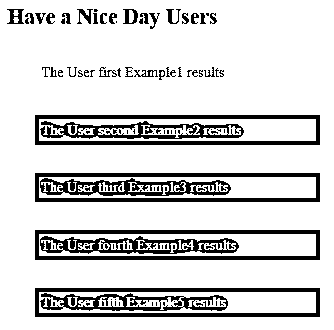 Have a Nice Day Users
The User first Example1 results
The User second Example2 results
The User third Example3 results
The User fourth Example4 results
The User fifth Example5 results